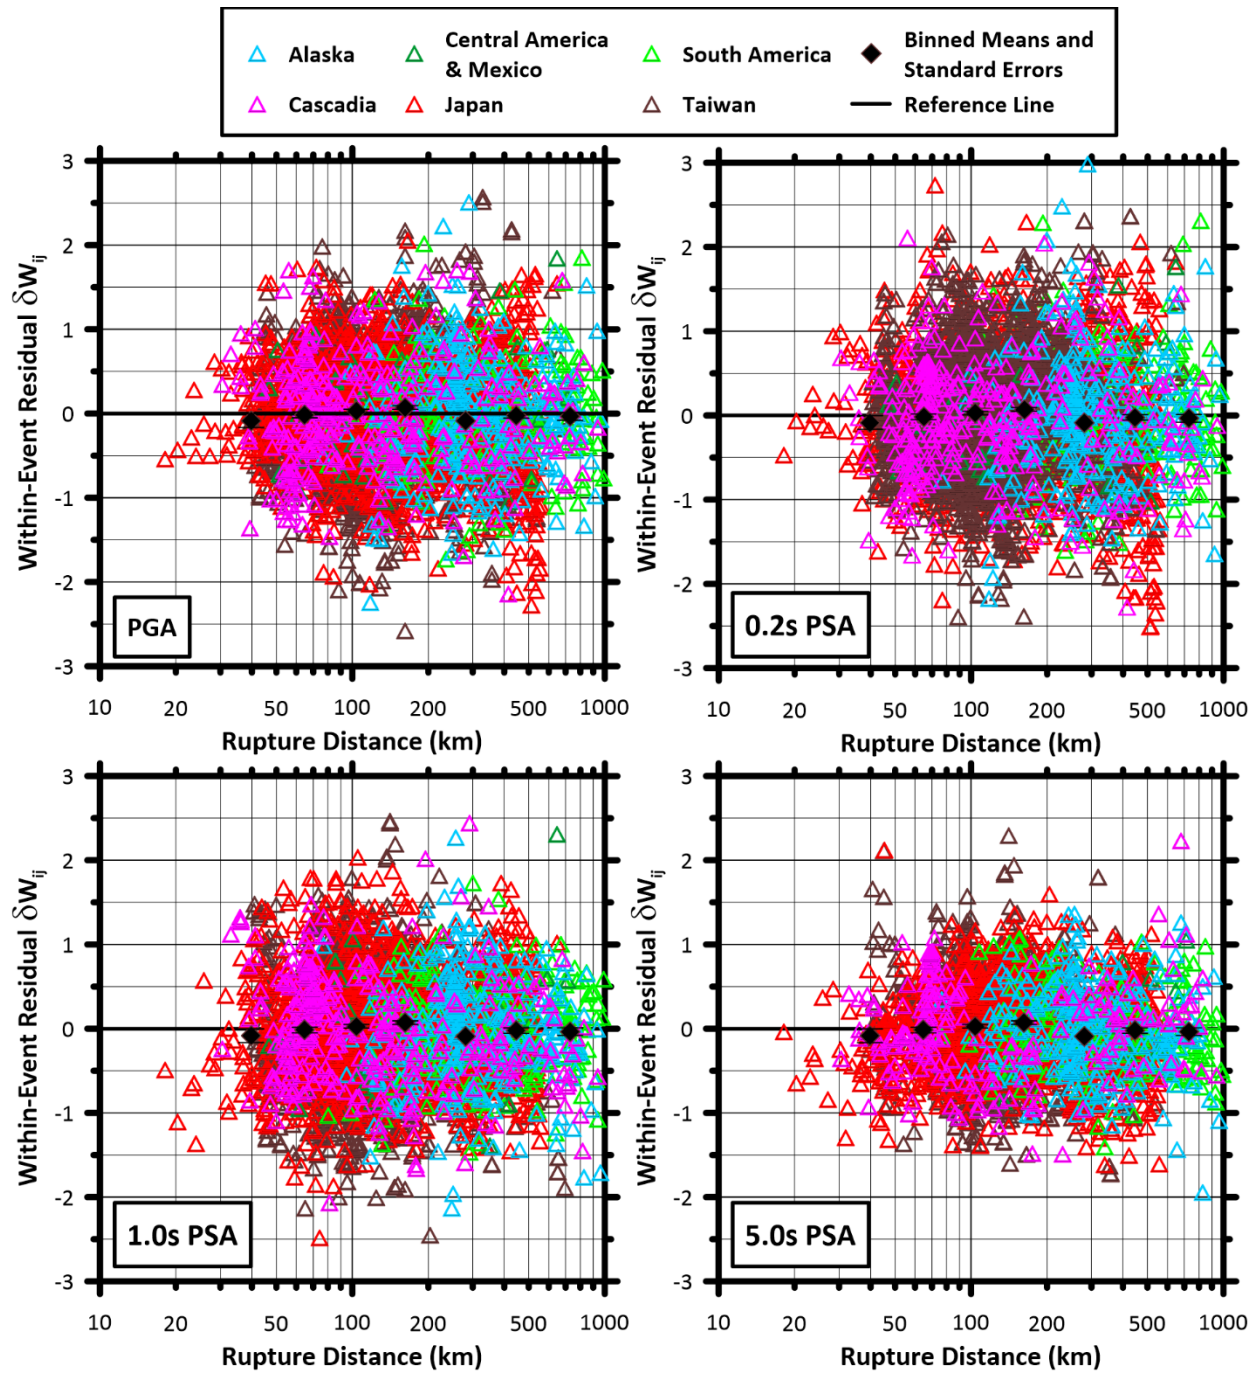 Alaska
Central America
& Mexico
South America
Binned Means and
Standard Errors
Cascadia
Japan
Taiwan
Reference Line
3
2
1
0
-1
-2
-3
Within-Event Residual δW_ij
PGA
10 20 50 100 200 500 1000
Rupture Distance (km)
3
2
1
0
-1
-2
-3
Within-Event Residual δW_ij
0.2s PSA
10 20 50 100 200 500 1000
Rupture Distance (km)
3
2
1
0
-1
-2
-3
Within-Event Residual δW_ij
1.0s PSA
10 20 50 100 200 500 1000
Rupture Distance (km)
3
2
1
0
-1
-2
-3
Within-Event Residual δW_ij
5.0s PSA
10 20 50 100 200 500 1000
Rupture Distance (km)